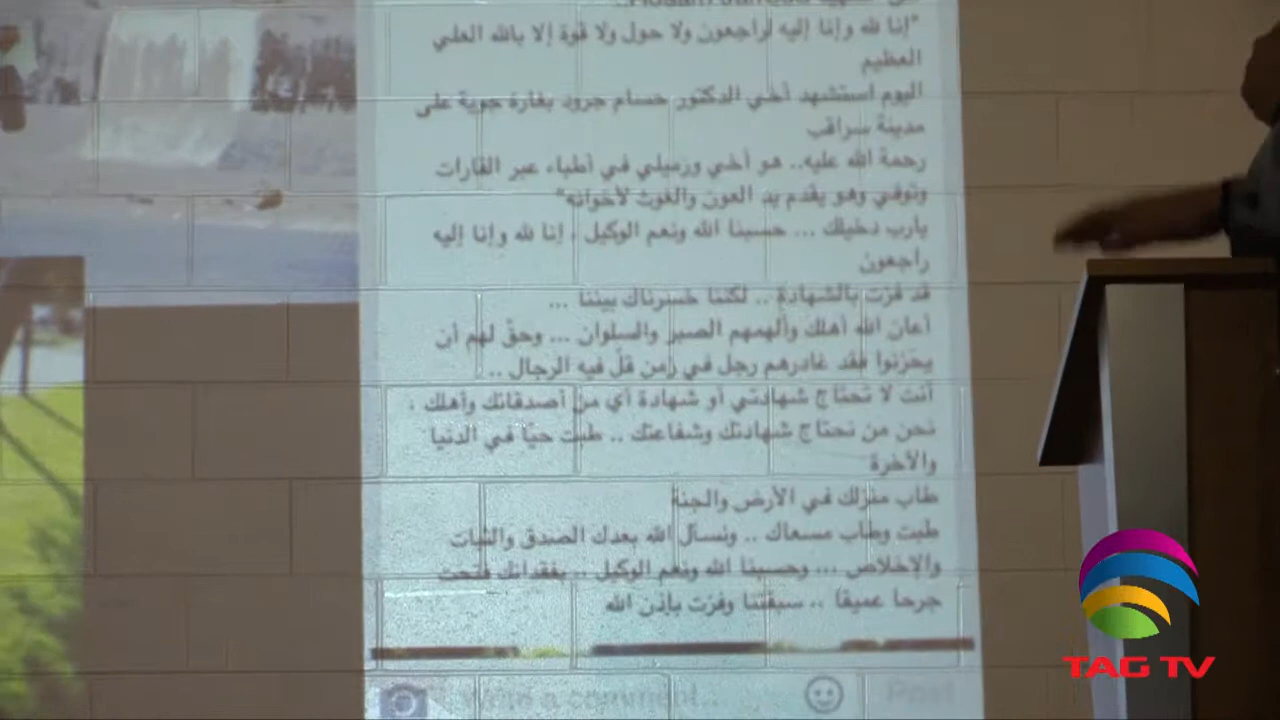 "إنا لله وإنا إليه لراجعون ولا حول ولا قوة إلا بالله العلي
العظيم
اليوم استشهد أخي الدكتور حسام جرود بغارة جوية على
مدينة سراقب
رحمة الله عليه.. هو أخي وزميلي في أطباء عبر القارات
وتوفي وهو يقدم يد العون والغوث لأخوانه"
يارب دخيلك ... حسبنا الله ونعم الوكيل ، إنا لله وإنا إليه
راجعون
قد فزت بالشهادة .. لكننا خسرناك بيننا ...
أعان الله أهلك وألهمهم الصبر والسلوان ... وحقّ لهم أن
يحَزنوا فقد غادرهم رجل في زمن قلّ فيه الرجال ..
أنت لا تحتاج شهادتي أو شهادة أي من أصدقائك وأهلك ،
نحن من نحتاج شهادتك وشفاعتك .. طبت حيّا في الدنيا
والآخرة
طاب منزلك في الأرض والجنة
طبت وطاب مسعاك .. ونسأل الله بعدك الصدق والثبات
والإخلاص ... وحسبنا الله ونعم الوكيل .. بفقدانك فتحت
جرحاً عميقاً .. سبقتنا وفزت بإذن الله
Write a comment... Post
TAG TV